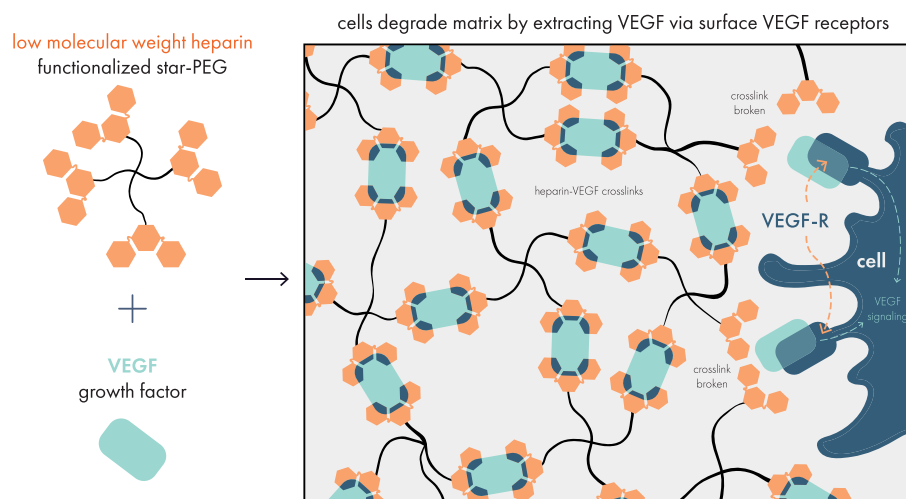 cells degrade matrix by extracting VEGF via surface VEGF receptors
low molecular weight heparin
functionalized star-PEG
VEGF
growth factor
crosslink
broken
heparin-VEGF crosslinks
VEGF-R
cell
VEGF
signaling
crosslink
broken